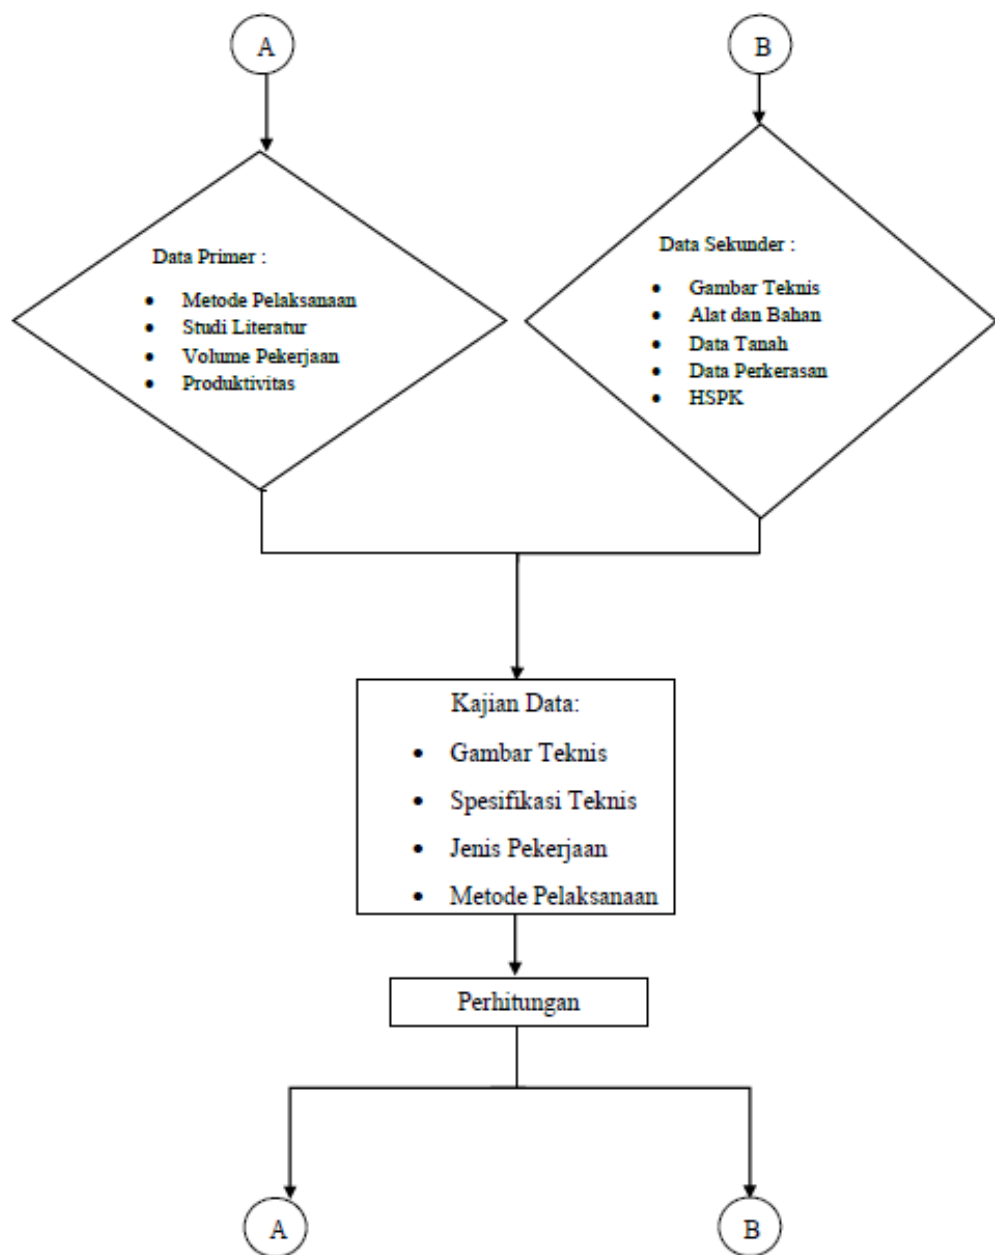 A
B
Data Primer :
• Metode Pelaksanaan
• Studi Literatur
• Volume Pekerjaan
• Produktivitas
Data Sekunder :
• Gambar Teknis
• Alat dan Bahan
• Data Tanah
• Data Perkerasan
• HSPK
Kajian Data:
• Gambar Teknis
• Spesifikasi Teknis
• Jenis Pekerjaan
• Metode Pelaksanaan
Perhitungan
A
B